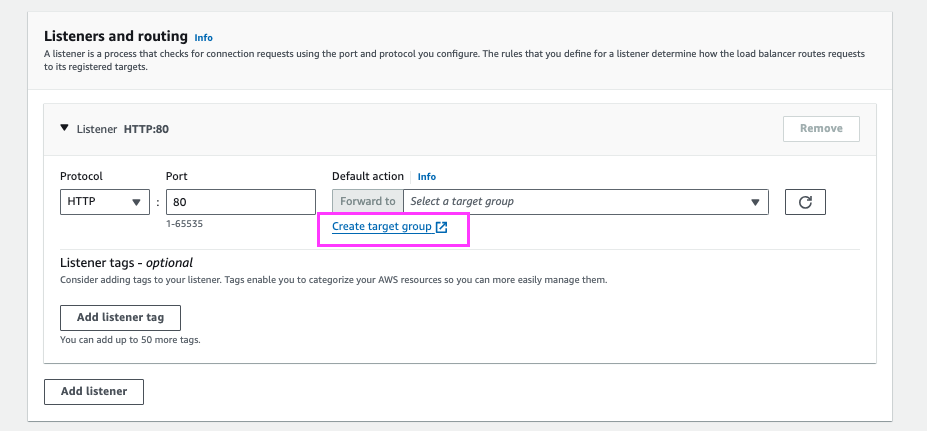 Listeners and routing Info
A listener is a process that checks for connection requests using the port and protocol you configure. The rules that you define for a listener determine how the load balancer routes requests
to its registered targets.
Listener HTTP:80
Remove
Protocol Port Default action Info
HTTP : 80 Forward to Select a target group
1-65535 Create target group
Listener tags - optional
Consider adding tags to your listener. Tags enable you to categorize your AWS resources so you can more easily manage them.
Add listener tag
You can add up to 50 more tags.
Add listener